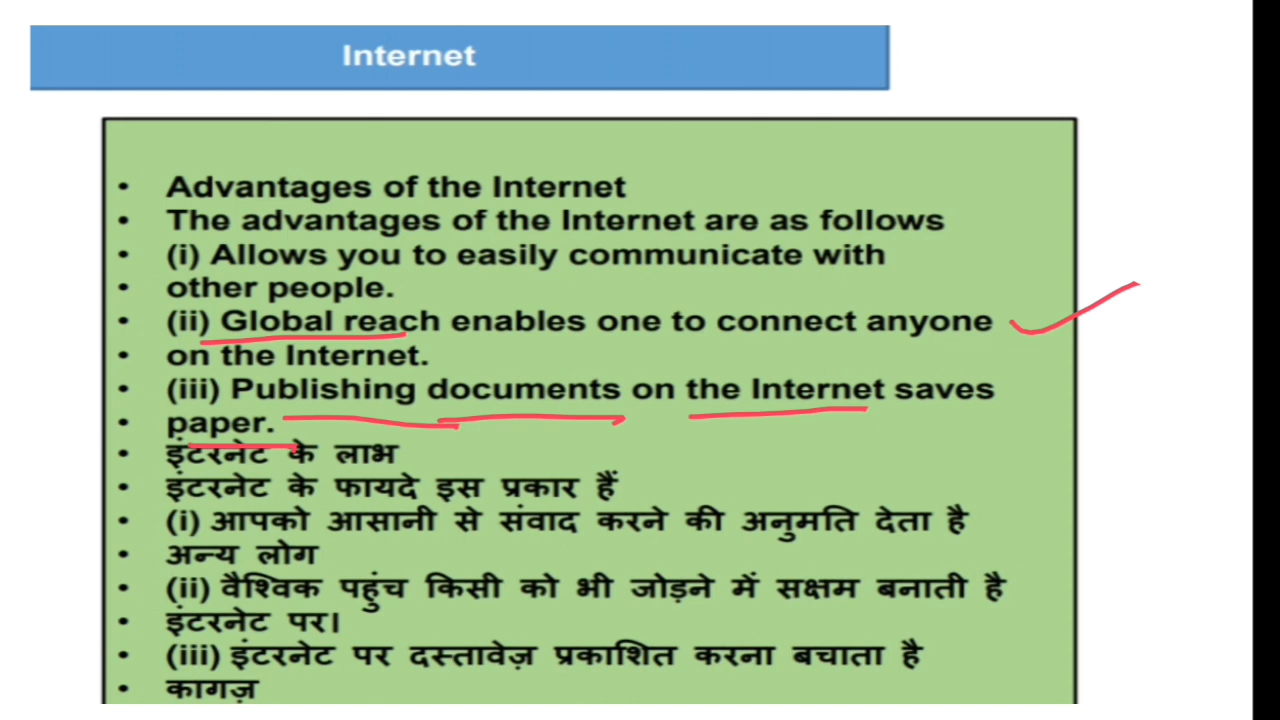 Internet
• Advantages of the Internet
• The advantages of the Internet are as follows
• (i) Allows you to easily communicate with
• other people.
• (ii) Global reach enables one to connect anyone
• on the Internet.
• (iii) Publishing documents on the Internet saves
• paper.
• इंटरनेट के लाभ
• इंटरनेट के फायदे इस प्रकार हैं
• (i) आपको आसानी से संवाद करने की अनुमति देता है
• अन्य लोग
• (ii) वैश्विक पहुंच किसी को भी जोड़ने में सक्षम बनाती है
• इंटरनेट पर।
• (iii) इंटरनेट पर दस्तावेज़ प्रकाशित करना बचाता है
• कागज़